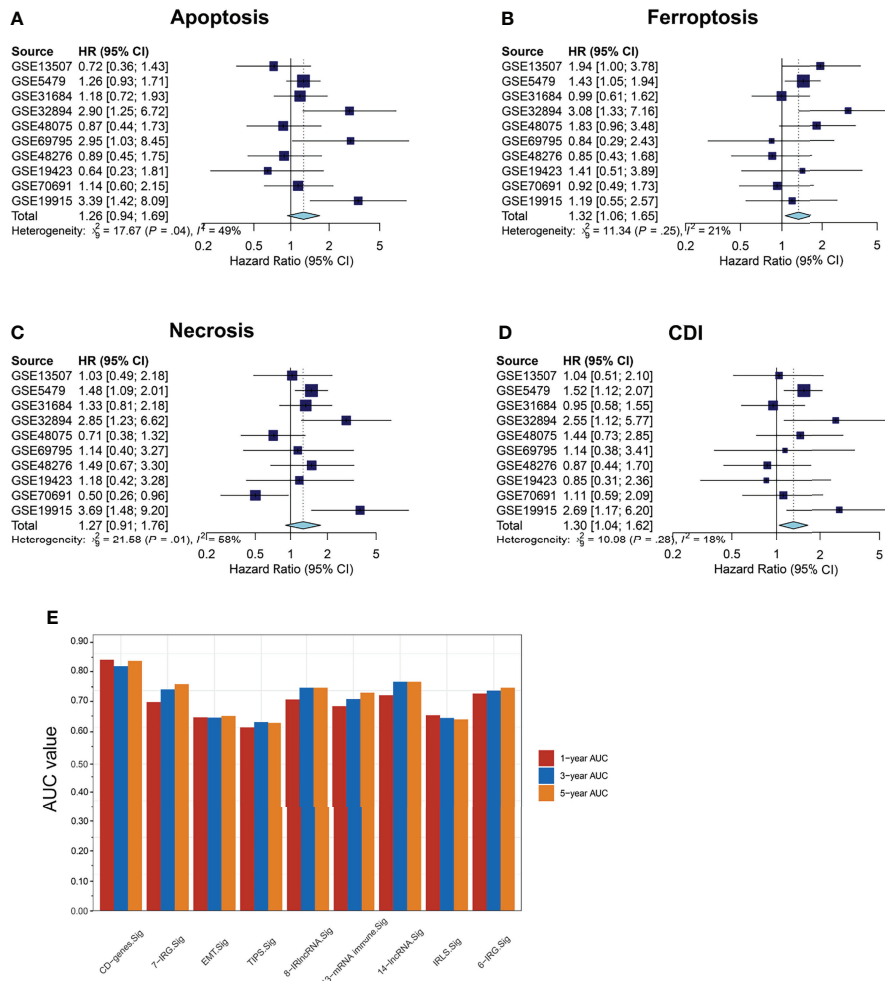 A Apoptosis
Source HR (95% CI)
GSE13507 0.72 [0.36; 1.43]
GSE5479 1.26 [0.93; 1.71]
GSE31684 1.18 [0.72; 1.93]
GSE32894 2.90 [1.25; 6.72]
GSE48075 0.87 [0.44; 1.73]
GSE69795 2.95 [1.03; 8.45]
GSE48276 0.89 [0.45; 1.75]
GSE19423 0.64 [0.23; 1.81]
GSE70691 1.14 [0.60; 2.15]
GSE19915 3.39 [1.42; 8.09]
Total 1.26 [0.94; 1.69]
Heterogeneity: χ²₉ = 17.67 (P = .04), I² = 49%
0.2 0.5 1 2 5
Hazard Ratio (95% CI)
B Ferroptosis
Source HR (95% CI)
GSE13507 1.94 [1.00; 3.78]
GSE5479 1.43 [1.05; 1.94]
GSE31684 0.99 [0.61; 1.62]
GSE32894 3.08 [1.33; 7.16]
GSE48075 1.83 [0.96; 3.48]
GSE69795 0.84 [0.29; 2.43]
GSE48276 0.85 [0.43; 1.68]
GSE19423 1.41 [0.51; 3.89]
GSE70691 0.92 [0.49; 1.73]
GSE19915 1.19 [0.55; 2.57]
Total 1.32 [1.06; 1.65]
Heterogeneity: χ²₉ = 11.34 (P = .25), I² = 21%
0.2 0.5 1 2 5
Hazard Ratio (95% CI)
C Necrosis
Source HR (95% CI)
GSE13507 1.03 [0.49; 2.18]
GSE5479 1.48 [1.09; 2.01]
GSE31684 1.33 [0.81; 2.18]
GSE32894 2.85 [1.23; 6.62]
GSE48075 0.71 [0.38; 1.32]
GSE69795 1.14 [0.40; 3.27]
GSE48276 1.49 [0.67; 3.30]
GSE19423 1.18 [0.42; 3.28]
GSE70691 0.50 [0.26; 0.96]
GSE19915 3.69 [1.48; 9.20]
Total 1.27 [0.91; 1.76]
Heterogeneity: χ²₉ = 21.58 (P = .01), I² = 58%
0.2 0.5 1 2 5
Hazard Ratio (95% CI)
D CDI
Source HR (95% CI)
GSE13507 1.04 [0.51; 2.10]
GSE5479 1.52 [1.12; 2.07]
GSE31684 0.95 [0.58; 1.55]
GSE32894 2.55 [1.12; 5.77]
GSE48075 1.44 [0.73; 2.85]
GSE69795 1.14 [0.38; 3.41]
GSE48276 0.87 [0.44; 1.70]
GSE19423 0.85 [0.31; 2.36]
GSE70691 1.11 [0.59; 2.09]
GSE19915 2.69 [1.17; 6.20]
Total 1.30 [1.04; 1.62]
Heterogeneity: χ²₉ = 10.08 (P = .28), I² = 18%
0.2 0.5 1 2 5
Hazard Ratio (95% CI)
E
AUC value
0.90
0.80
0.70
0.60
0.50
0.40
0.30
0.20
0.10
0.00
CD-genes.Sig
7-IRG.Sig
EMT.Sig
TIPS.Sig
8-IRlncRNA.Sig
13-mRNA immune.Sig
14-lncRNA.Sig
IRLS.Sig
6-IRG.Sig
1-year AUC
3-year AUC
5-year AUC